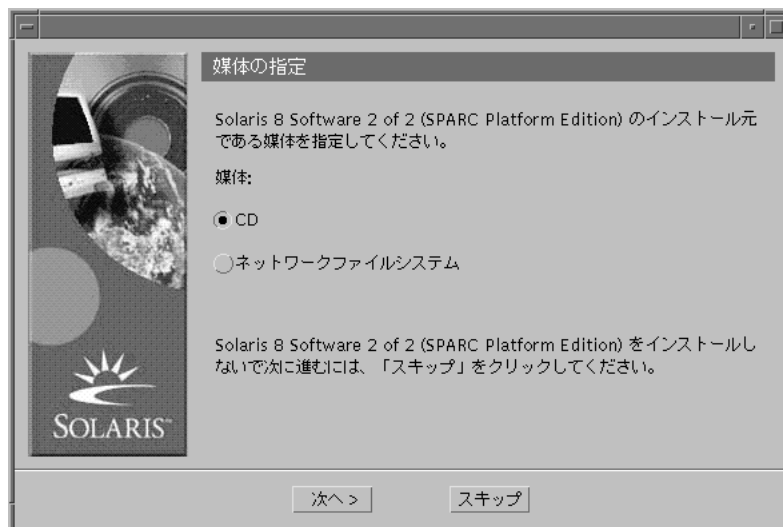 媒体の指定
Solaris 8 Software 2 of 2 (SPARC Platform Edition) のインストール元
である媒体を指定してください。
媒体:
CD
ネットワークファイルシステム
Solaris 8 Software 2 of 2 (SPARC Platform Edition) をインストールし
ないで次に進むには、「スキップ」をクリックしてください。
SOLARIS™
次へ >
スキップ